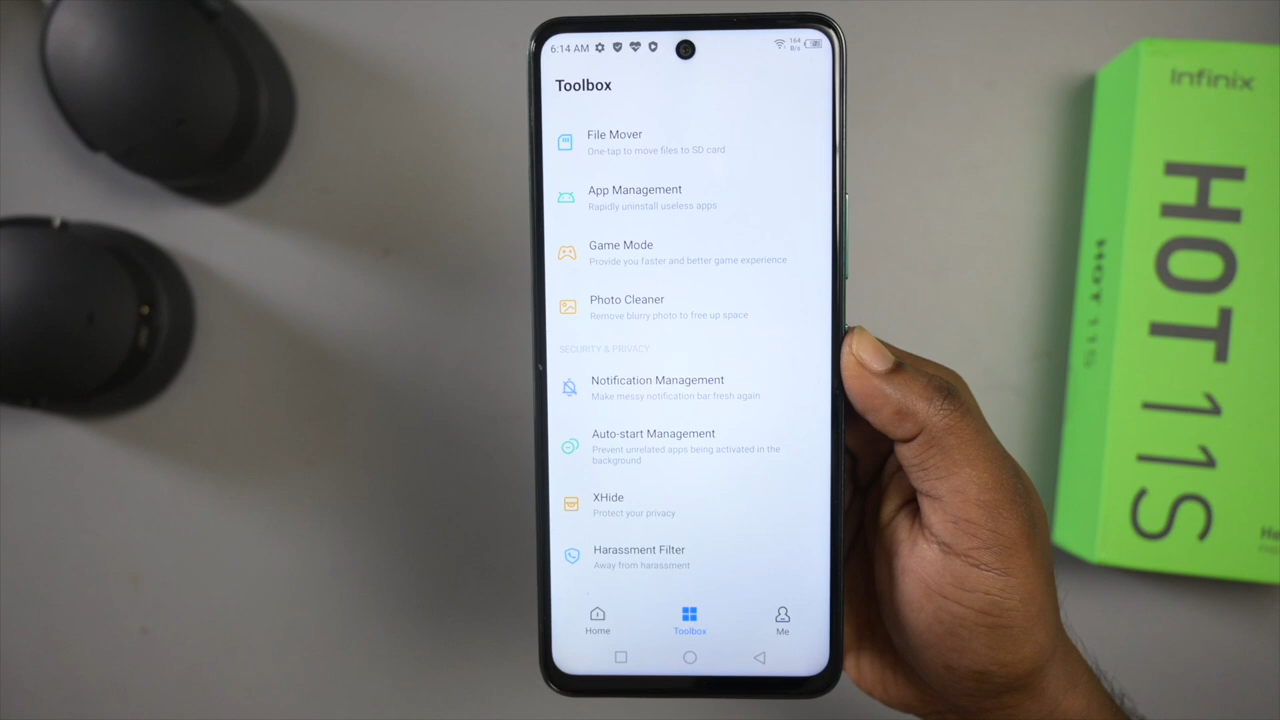 6:14 AM
164
B/s
Toolbox
File Mover
One-tap to move files to SD card
App Management
Rapidly uninstall useless apps
Game Mode
Provide you faster and better game experience
Photo Cleaner
Remove blurry photo to free up space
SECURITY & PRIVACY
Notification Management
Make messy notification bar fresh again
Auto-start Management
Prevent unrelated apps being activated in the
background
XHide
Protect your privacy
Harassment Filter
Away from harassment
Home
Toolbox
Me
Infinix
HOT 11S
HOT 11S